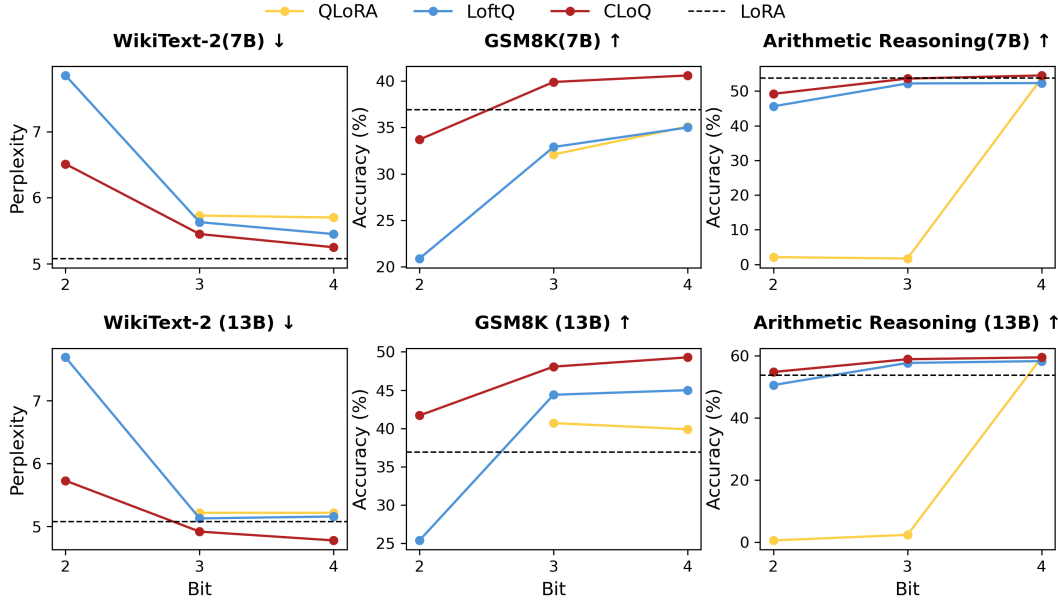 QLoRA LoftQ CLoQ LoRA
WikiText-2(7B) ↓
GSM8K(7B) ↑
Arithmetic Reasoning(7B) ↑
Perplexity
7
6
5
2 3 4
Accuracy (%)
40
35
30
25
20
2 3 4
Accuracy (%)
50
40
30
20
10
0
2 3 4
WikiText-2 (13B) ↓
GSM8K (13B) ↑
Arithmetic Reasoning (13B) ↑
Perplexity
7
6
5
2 3 4
Bit
Accuracy (%)
50
45
40
35
30
25
2 3 4
Bit
Accuracy (%)
60
40
20
0
2 3 4
Bit